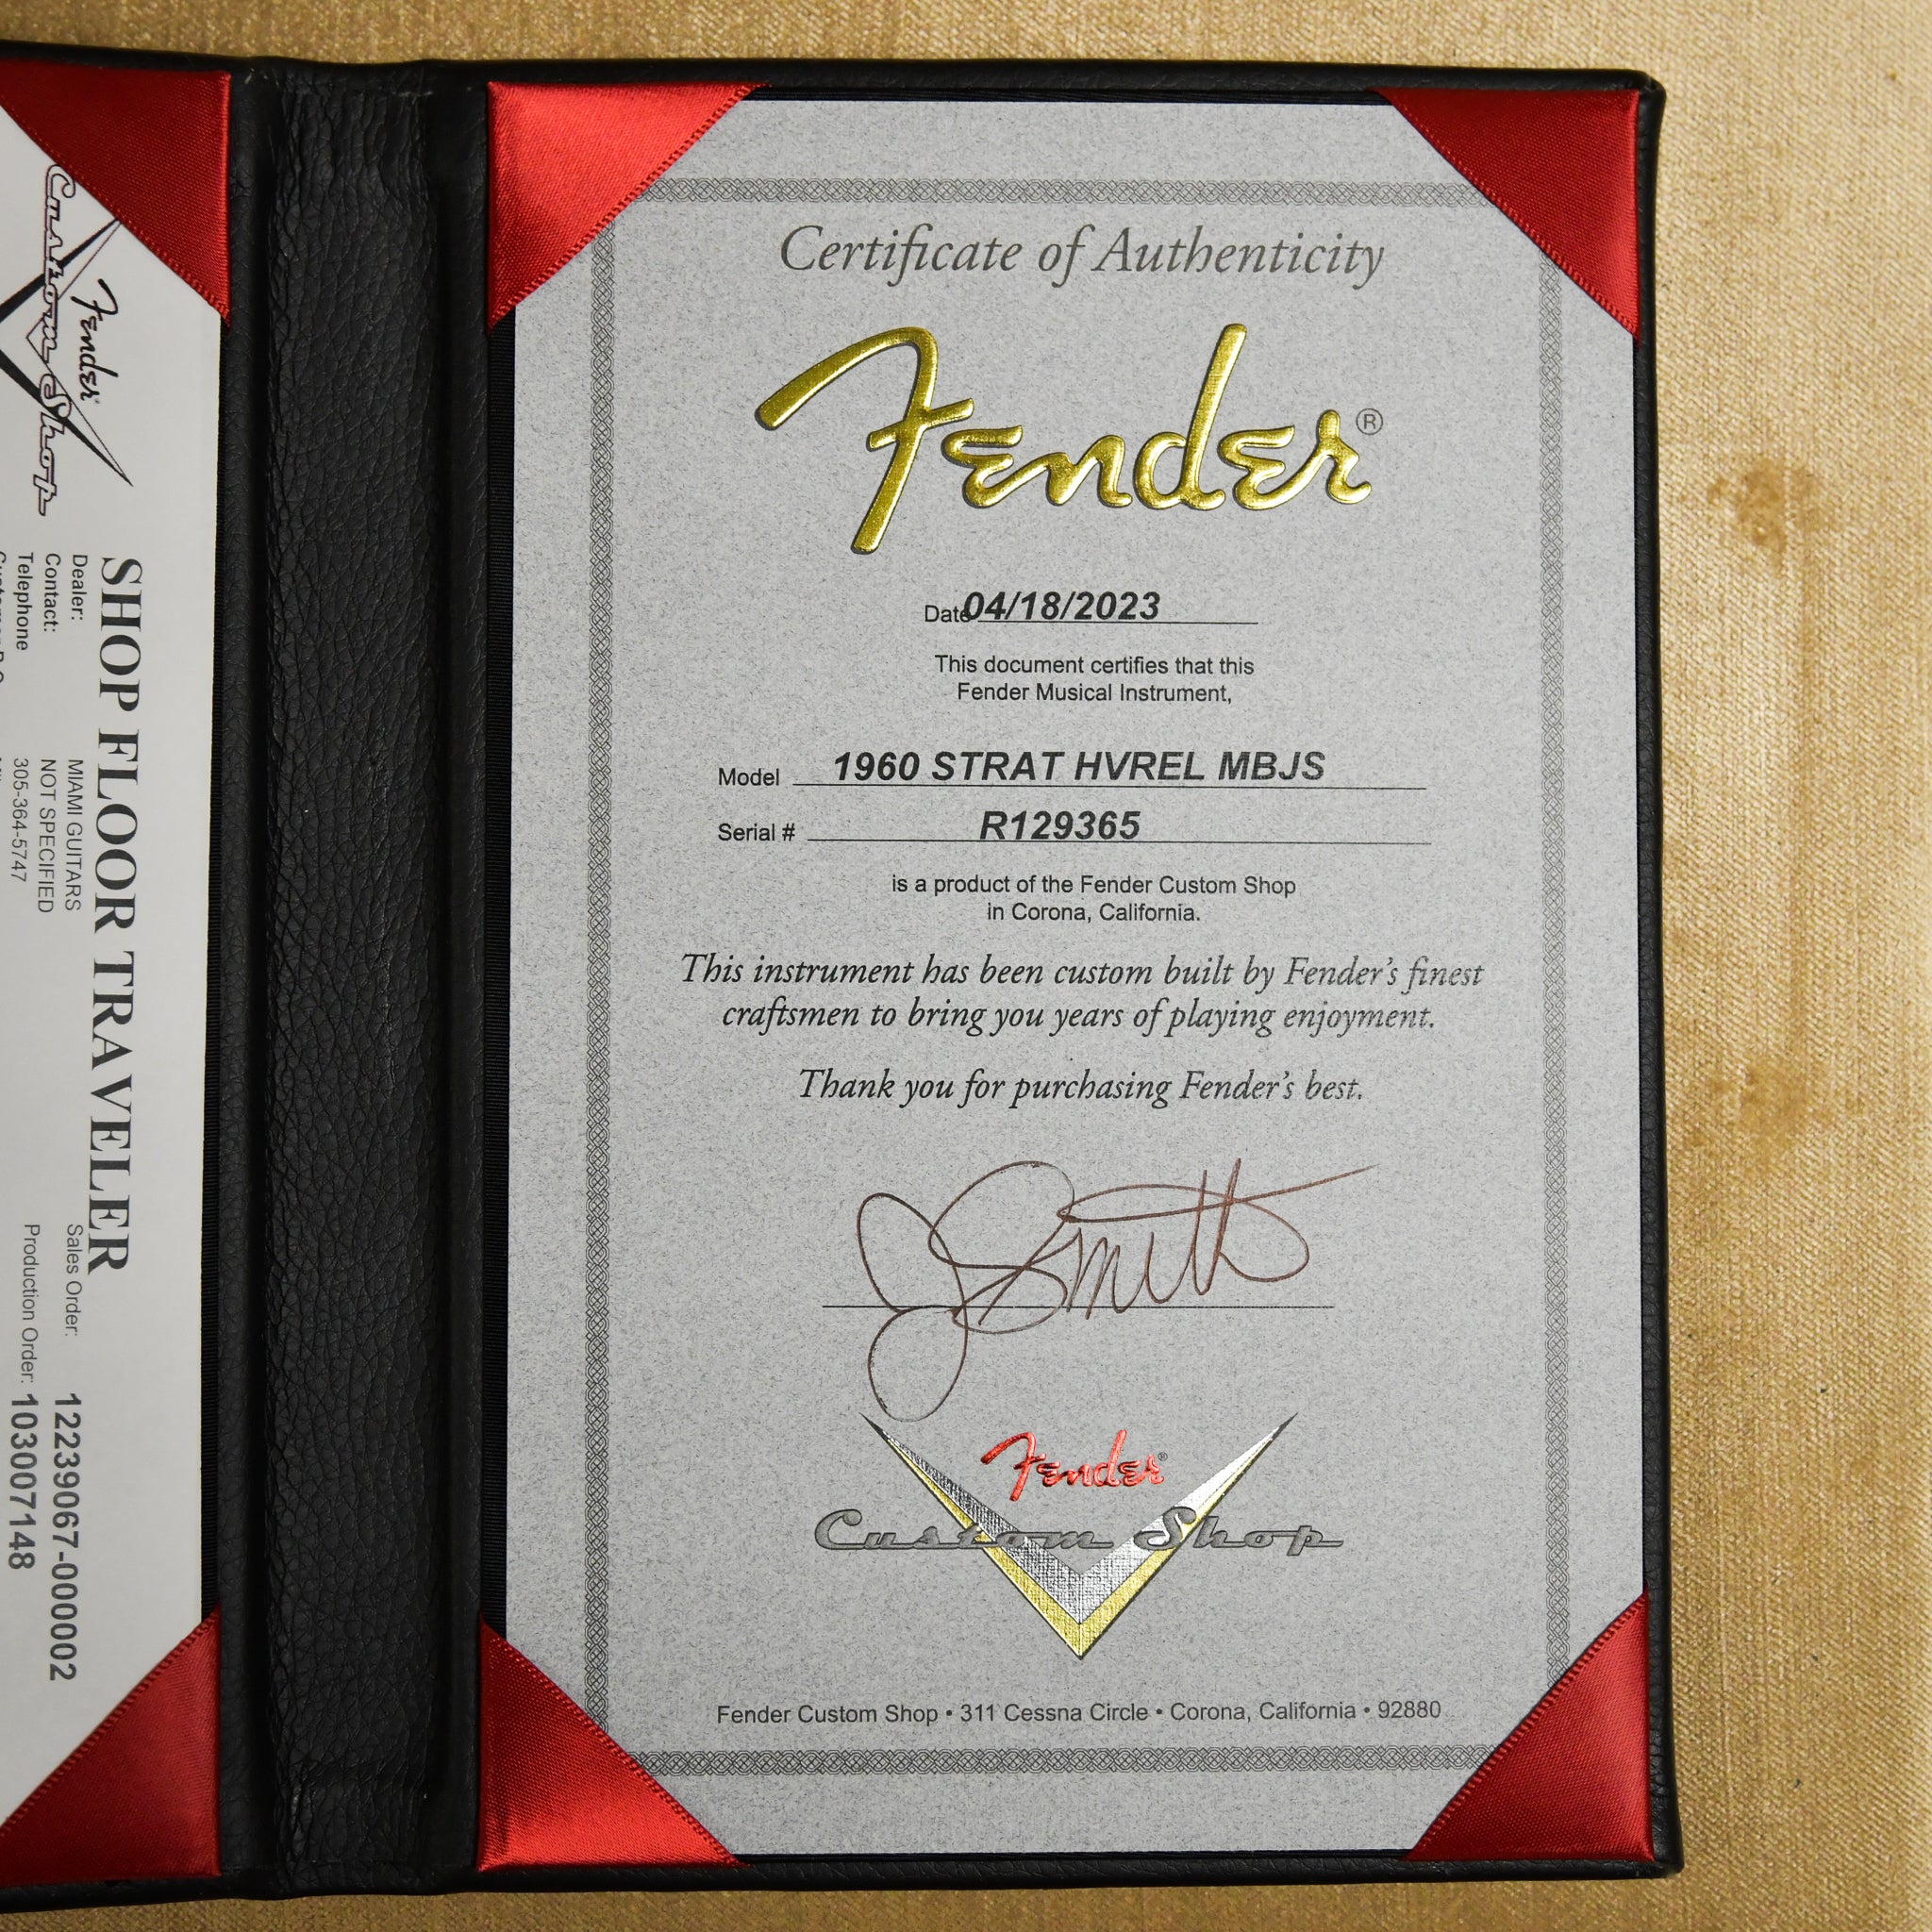 Custom Shop
Fender
SHOP FLOOR TRAVELER
Dealer: MIAMI GUITARS
Contact: NOT SPECIFIED
Telephone 305-364-5747
Sales Order: 12239067-000002
Production Order: 103007148
Certificate of Authenticity
Fender®
Date 04/18/2023
This document certifies that this
Fender Musical Instrument,
Model 1960 STRAT HVREL MBJS
Serial # R129365
is a product of the Fender Custom Shop
in Corona, California.
This instrument has been custom built by Fender's finest
craftsmen to bring you years of playing enjoyment.
Thank you for purchasing Fender's best.
JSmith
Fender®
Custom Shop
Fender Custom Shop • 311 Cessna Circle • Corona, California • 92880